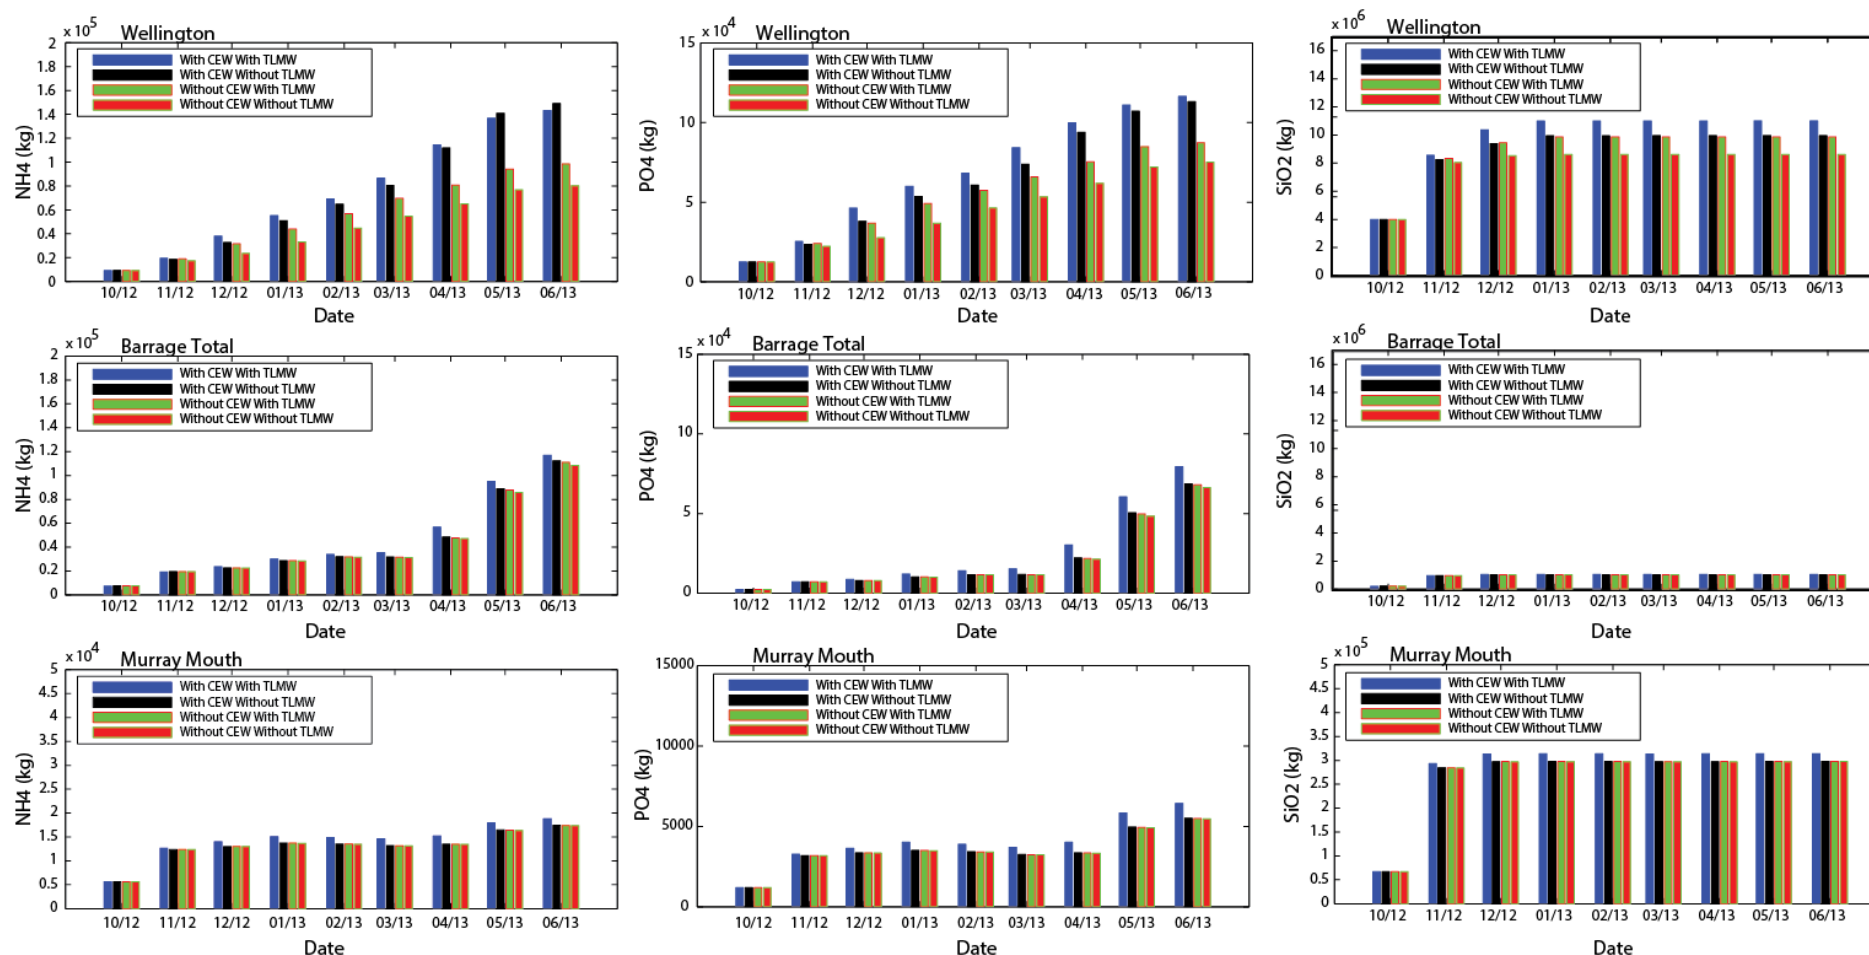 × 10⁵
Wellington
With CEW With TLMW
With CEW Without TLMW
Without CEW With TLMW
Without CEW Without TLMW
2
1.8
1.6
1.4
1.2
1
0.8
0.6
0.4
0.2
0
NH4 (kg)
10/12 11/12 12/12 01/13 02/13 03/13 04/13 05/13 06/13
Date
× 10⁴
Wellington
With CEW With TLMW
With CEW Without TLMW
Without CEW With TLMW
Without CEW Without TLMW
15
10
5
0
PO4 (kg)
10/12 11/12 12/12 01/13 02/13 03/13 04/13 05/13 06/13
Date
× 10⁶
Wellington
With CEW With TLMW
With CEW Without TLMW
Without CEW With TLMW
Without CEW Without TLMW
16
14
12
10
8
6
4
2
0
SiO2 (kg)
10/12 11/12 12/12 01/13 02/13 03/13 04/13 05/13 06/13
Date
× 10⁵
Barrage Total
With CEW With TLMW
With CEW Without TLMW
Without CEW With TLMW
Without CEW Without TLMW
2
1.8
1.6
1.4
1.2
1
0.8
0.6
0.4
0.2
0
NH4 (kg)
10/12 11/12 12/12 01/13 02/13 03/13 04/13 05/13 06/13
Date
× 10⁴
Barrage Total
With CEW With TLMW
With CEW Without TLMW
Without CEW With TLMW
Without CEW Without TLMW
15
10
5
0
PO4 (kg)
10/12 11/12 12/12 01/13 02/13 03/13 04/13 05/13 06/13
Date
× 10⁶
Barrage Total
With CEW With TLMW
With CEW Without TLMW
Without CEW With TLMW
Without CEW Without TLMW
16
14
12
10
8
6
4
2
0
SiO2 (kg)
10/12 11/12 12/12 01/13 02/13 03/13 04/13 05/13 06/13
Date
× 10⁴
Murray Mouth
With CEW With TLMW
With CEW Without TLMW
Without CEW With TLMW
Without CEW Without TLMW
5
4.5
4
3.5
3
2.5
2
1.5
1
0.5
0
NH4 (kg)
10/12 11/12 12/12 01/13 02/13 03/13 04/13 05/13 06/13
Date
Murray Mouth
With CEW With TLMW
With CEW Without TLMW
Without CEW With TLMW
Without CEW Without TLMW
15000
10000
5000
0
PO4 (kg)
10/12 11/12 12/12 01/13 02/13 03/13 04/13 05/13 06/13
Date
× 10⁵
Murray Mouth
With CEW With TLMW
With CEW Without TLMW
Without CEW With TLMW
Without CEW Without TLMW
5
4.5
4
3.5
3
2.5
2
1.5
1
0.5
0
SiO2 (kg)
10/12 11/12 12/12 01/13 02/13 03/13 04/13 05/13 06/13
Date